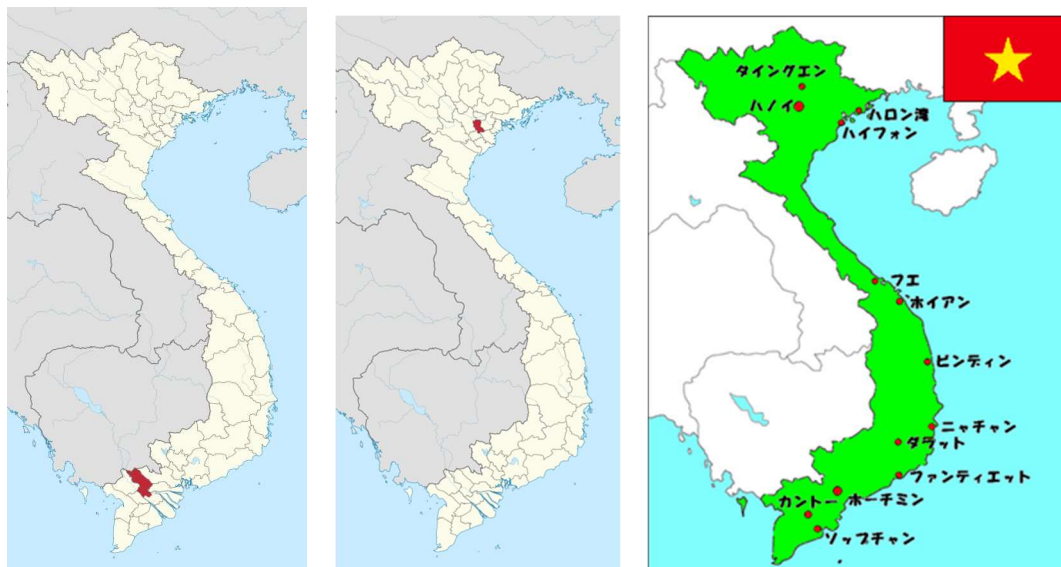 タイングエン
ハノイ
ハロン湾
ハイフォン
フエ
ホイアン
ビンディン
ニャチャン
ダラット
ファンティエット
カントー
ホーチミン
ソップチャン